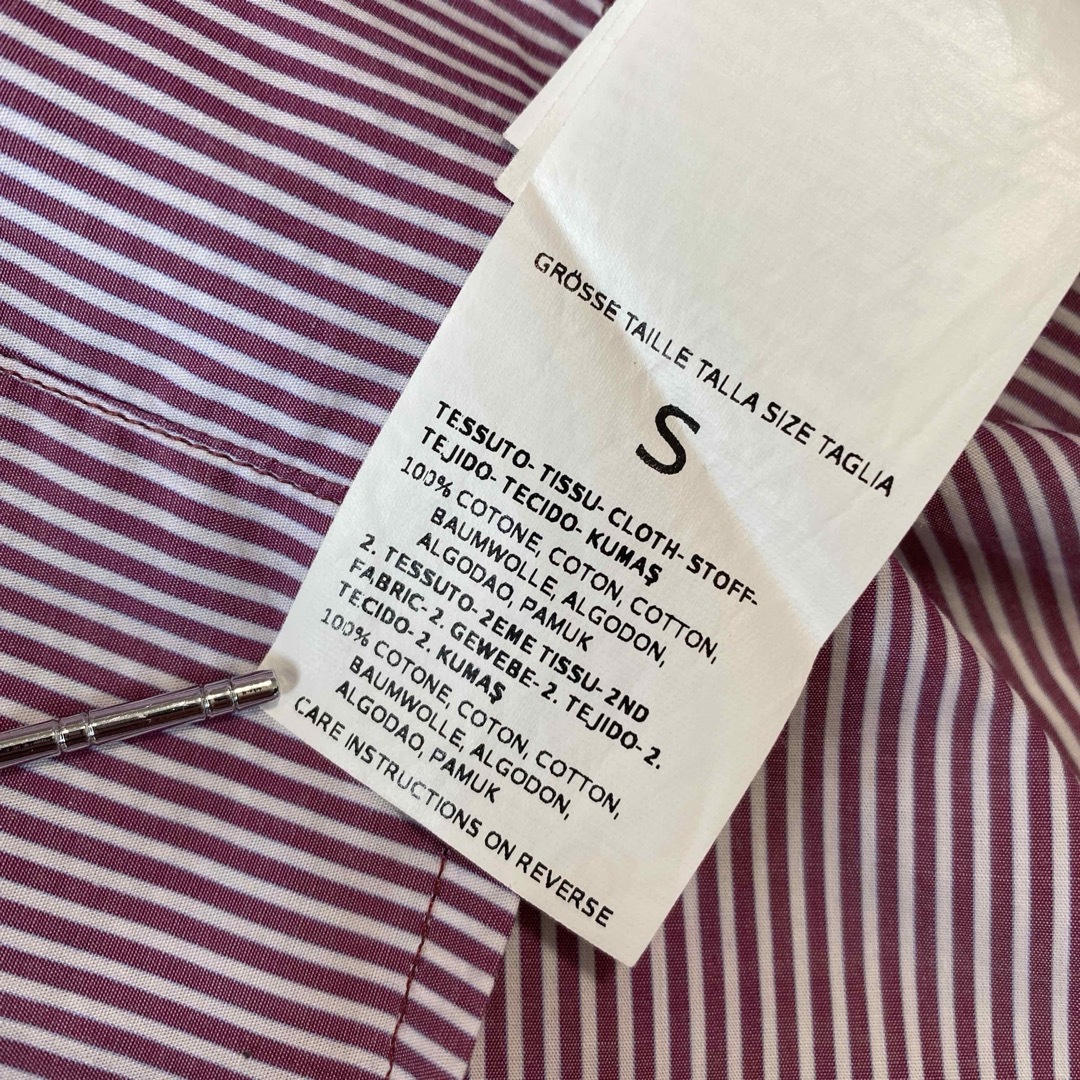 GRÖSSE TAILLE TALLA SIZE TAGLIA
S
TESSUTO- TISSU- CLOTH- STOFF-
TEJIDO- TECIDO- KUMAŞ
100% COTONE, COTON, COTTON,
BAUMWOLLE, ALGODON,
ALGODAO, PAMUK
2. TESSUTO- 2EME TISSU- 2ND
FABRIC- 2. GEWEBE- 2. TEJIDO- 2.
TECIDO- 2. KUMAŞ
100% COTONE, COTON, COTTON,
BAUMWOLLE, ALGODON,
ALGODAO, PAMUK
CARE INSTRUCTIONS ON REVERSE